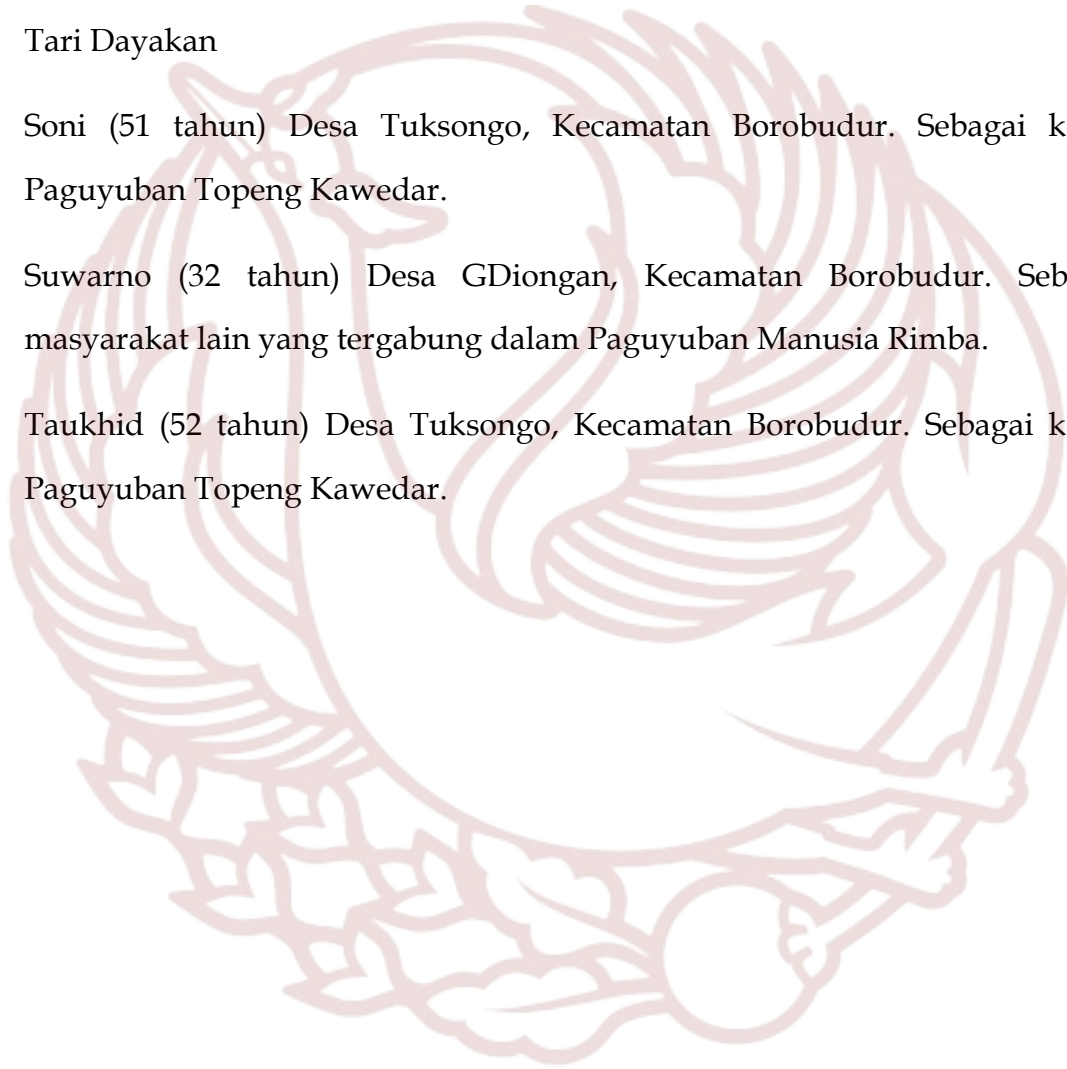 Tari Dayakan
Soni (51 tahun) Desa Tuksongo, Kecamatan Borobudur. Sebagai k
Paguyuban Topeng Kawedar.
Suwarno (32 tahun) Desa GDiongan, Kecamatan Borobudur. Seb
masyarakat lain yang tergabung dalam Paguyuban Manusia Rimba.
Taukhid (52 tahun) Desa Tuksongo, Kecamatan Borobudur. Sebagai k
Paguyuban Topeng Kawedar.